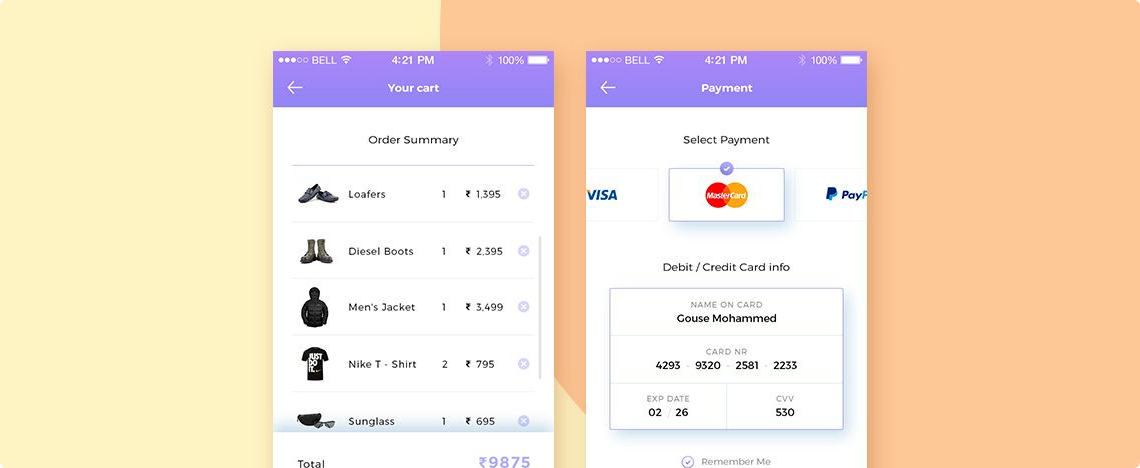 BELL 4:21 PM 100%
Your cart
Order Summary
Loafers 1 ₹ 1,395
Diesel Boots 1 ₹ 2,395
Men's Jacket 1 ₹ 3,499
JUST
DO
IT.
Nike T - Shirt 2 ₹ 795
Sunglass 1 ₹ 695
Total ₹9875
BELL 4:21 PM 100%
Payment
Select Payment
VISA
MasterCard
PayP
Debit / Credit Card info
NAME ON CARD
Gouse Mohammed
CARD NR
4293 - 9320 - 2581 - 2233
EXP DATE CVV
02 / 26 530
Remember Me